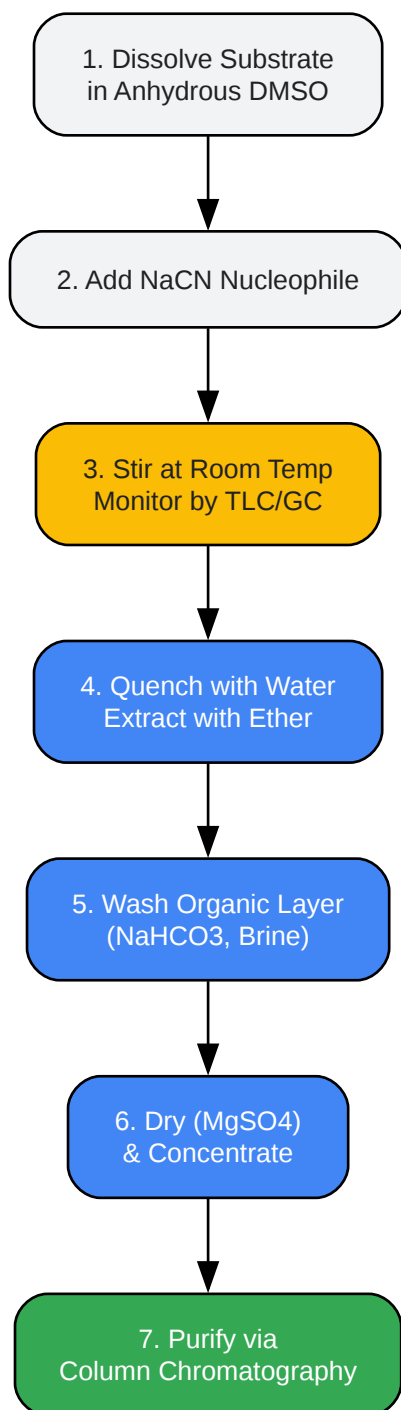 1. Dissolve Substrate
in Anhydrous DMSO
2. Add NaCN Nucleophile
3. Stir at Room Temp
Monitor by TLC/GC
4. Quench with Water
Extract with Ether
5. Wash Organic Layer
(NaHCO3, Brine)
6. Dry (MgSO4)
& Concentrate
7. Purify via
Column Chromatography